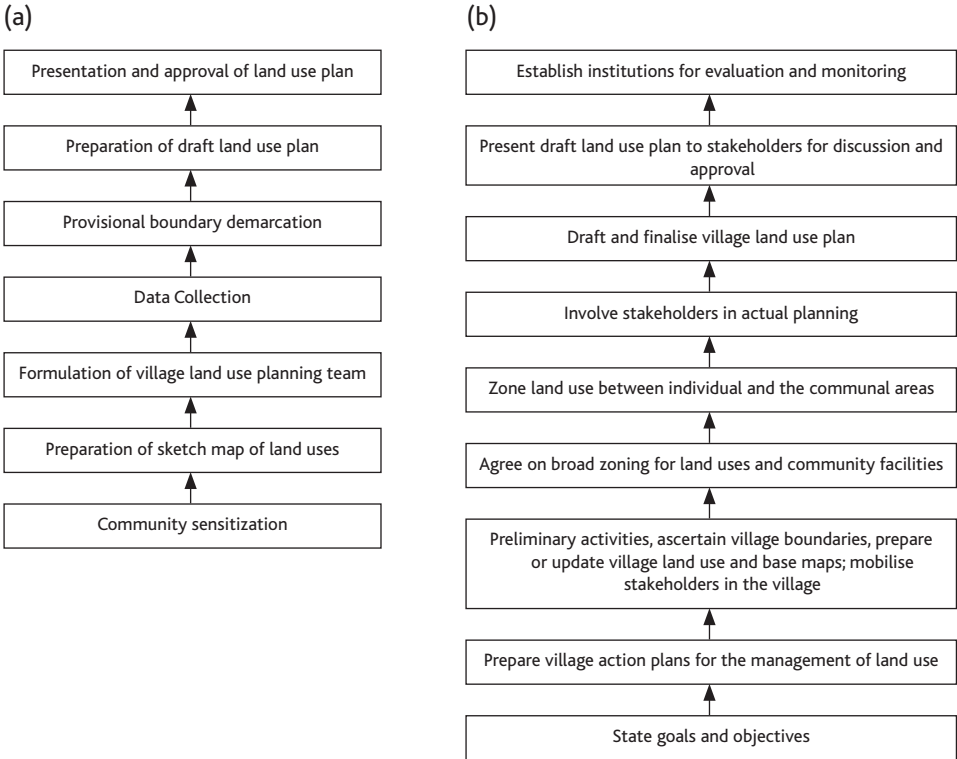 (a)
Presentation and approval of land use plan
Preparation of draft land use plan
Provisional boundary demarcation
Data Collection
Formulation of village land use planning team
Preparation of sketch map of land uses
Community sensitization
(b)
Establish institutions for evaluation and monitoring
Present draft land use plan to stakeholders for discussion and
approval
Draft and finalise village land use plan
Involve stakeholders in actual planning
Zone land use between individual and the communal areas
Agree on broad zoning for land uses and community facilities
Preliminary activities, ascertain village boundaries, prepare
or update village land use and base maps; mobilise
stakeholders in the village
Prepare village action plans for the management of land use
State goals and objectives